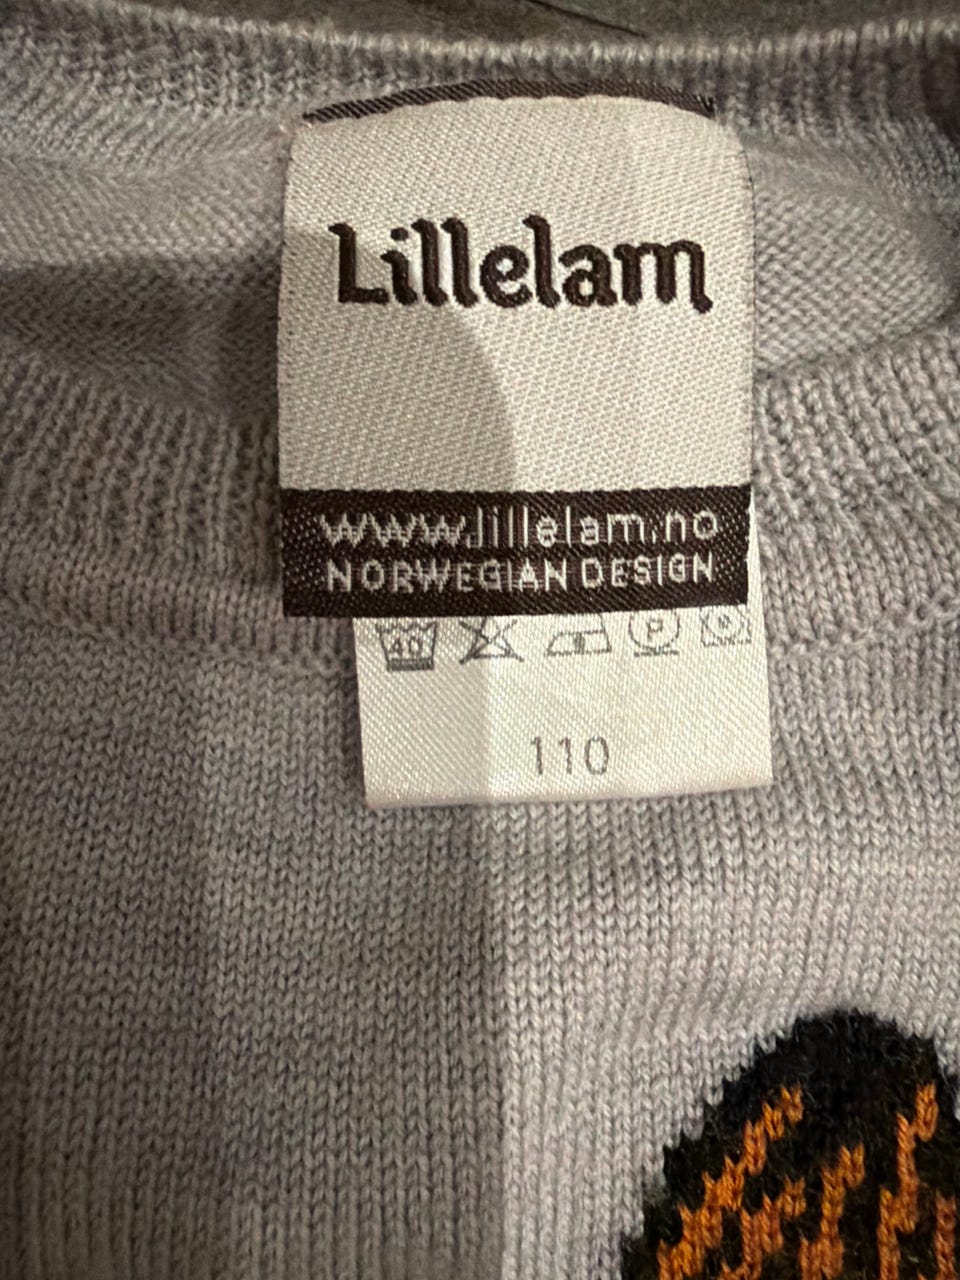 Lillelam
www.lillelam.no
NORWEGIAN DESIGN
40 P
110